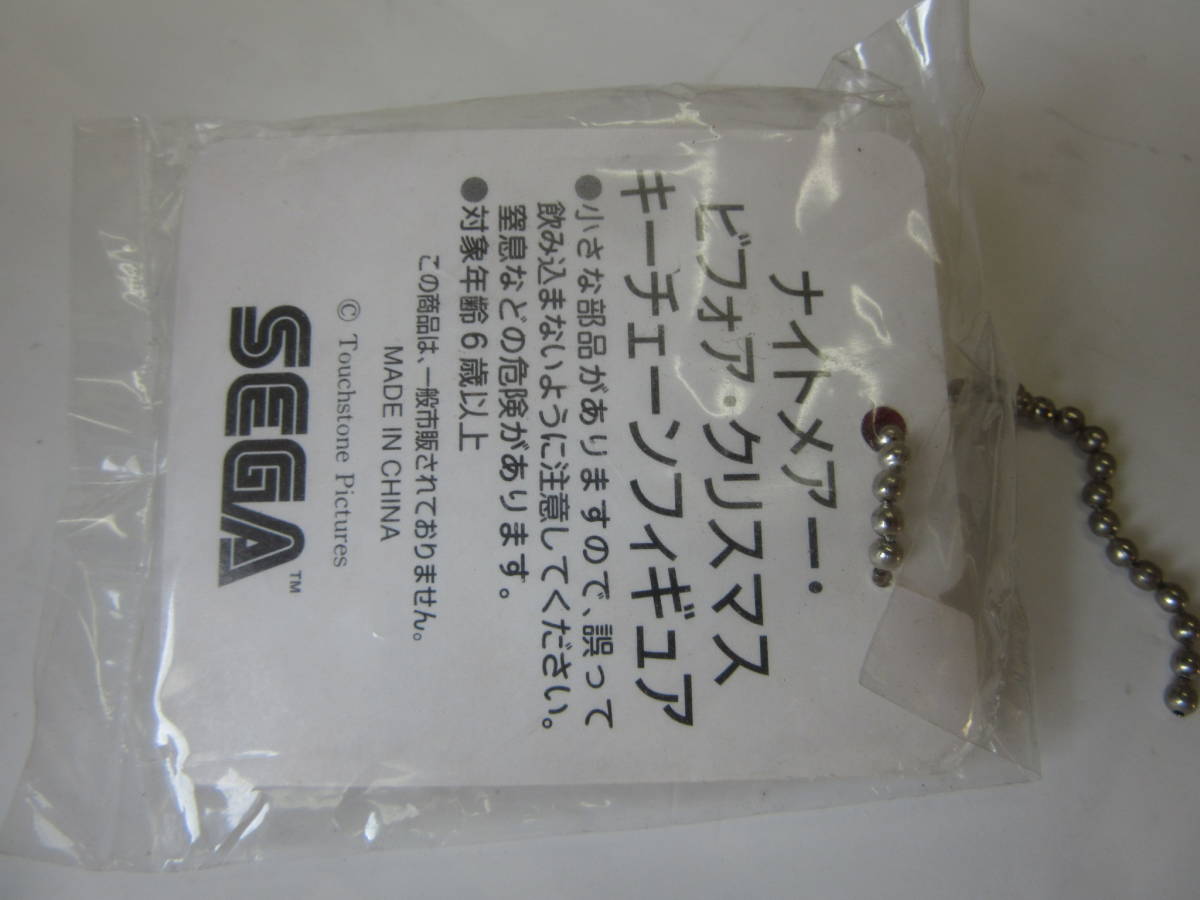 ナイトメアー・
ビフォア・クリスマス
キーチェーンフィギュア
●小さな部品がありますので、誤って
飲み込まないように注意してください。
窒息などの危険があります。
●対象年齢6歳以上
この商品は、一般市販されておりません。
MADE IN CHINA
© Touchstone Pictures
SEGA™